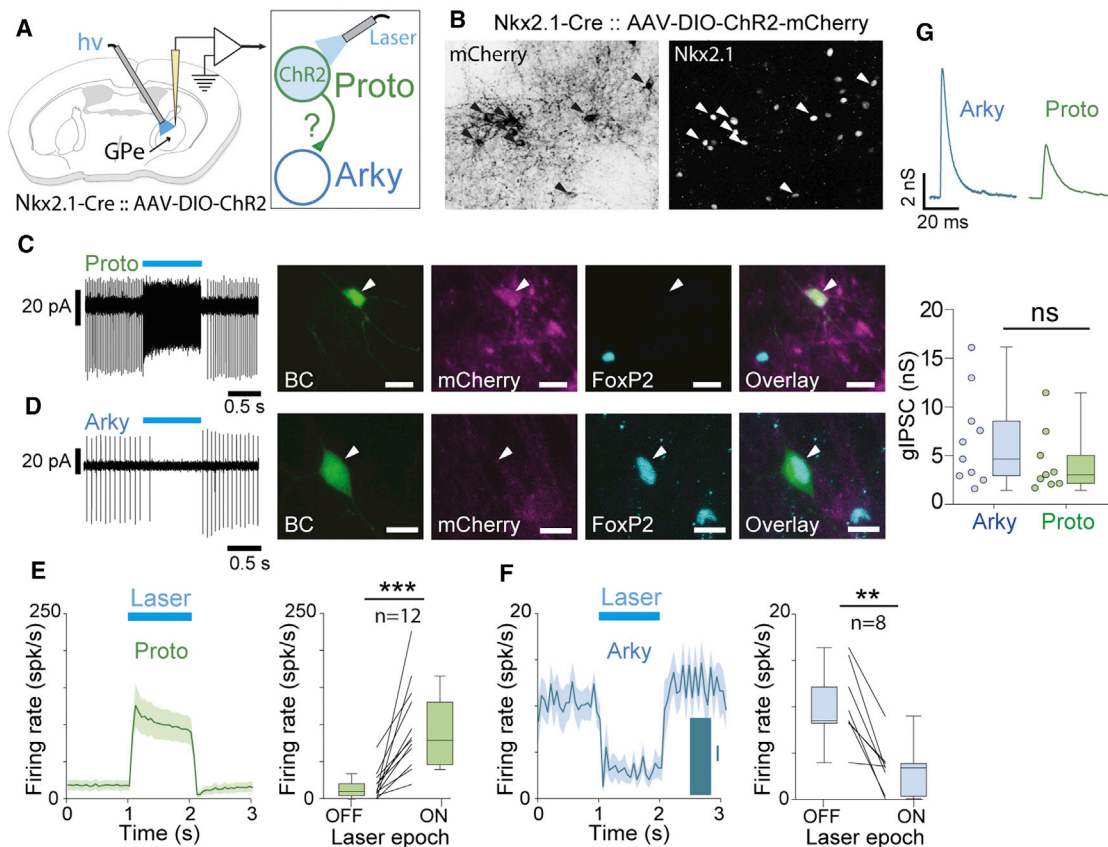 A
hv
GPe
Nkx2.1-Cre :: AAV-DIO-ChR2
Laser
ChR2
Proto
?
Arky
B
Nkx2.1-Cre :: AAV-DIO-ChR2-mCherry
mCherry
Nkx2.1
G
Arky
Proto
2 nS
20 ms
gIPSC (nS)
20
15
10
5
0
ns
Arky
Proto
C
Proto
20 pA
0.5 s
BC
mCherry
FoxP2
Overlay
D
Arky
20 pA
0.5 s
BC
mCherry
FoxP2
Overlay
E
Laser
Proto
Firing rate (spk/s)
250
0
0 1 2 3
Time (s)
***
n=12
Firing rate (spk/s)
250
0
OFF ON
Laser epoch
F
Laser
Arky
Firing rate (spk/s)
20
0
0 1 2 3
Time (s)
**
n=8
Firing rate (spk/s)
20
0
OFF ON
Laser epoch